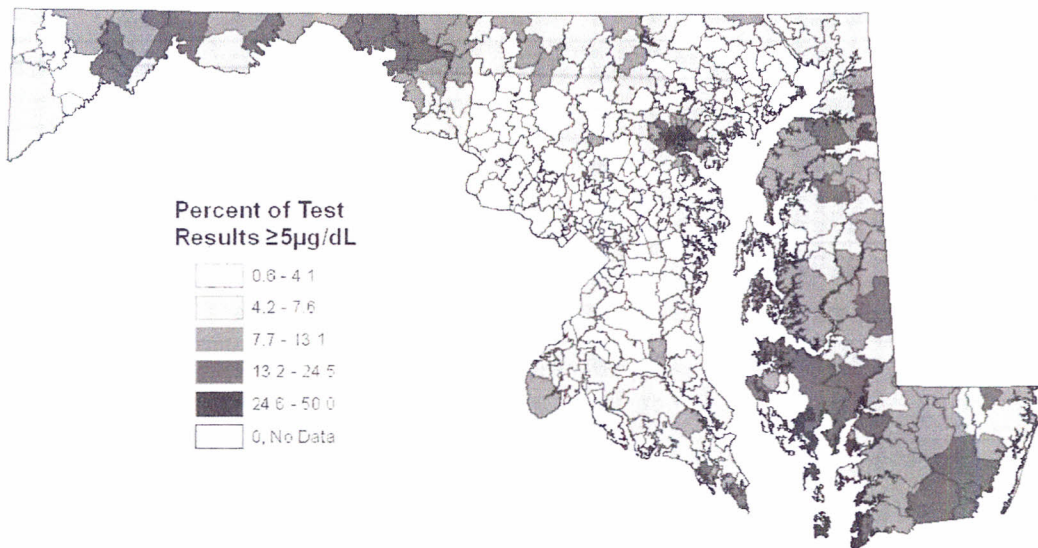 Percent of Test
Results ≥5µg/dL
0.6 - 4.1
4.2 - 7.6
7.7 - 13.1
13.2 - 24.5
24.6 - 50.0
0, No Data